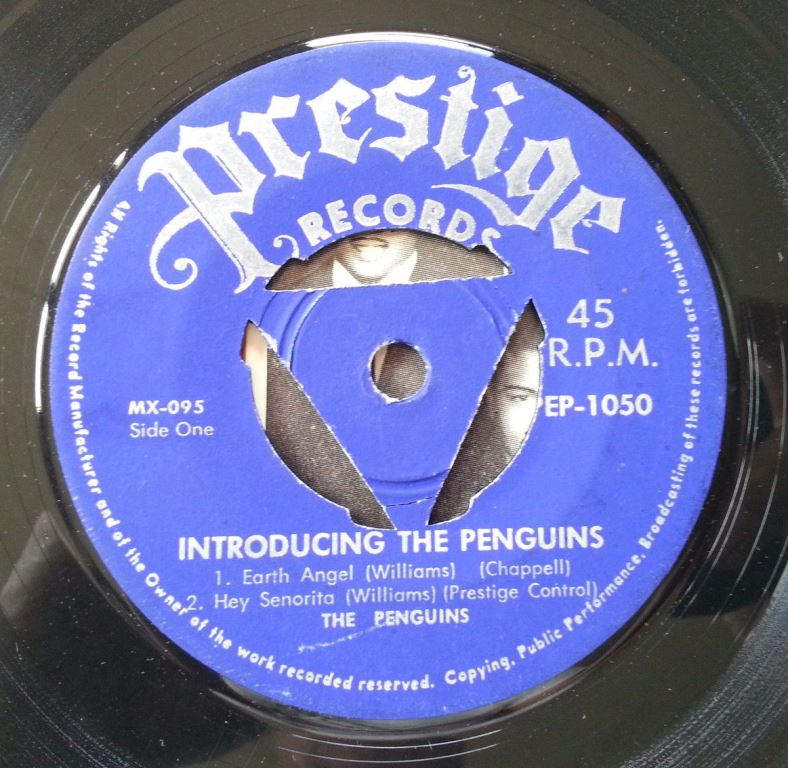 Prestige
RECORDS
45
R.P.M.
MX-095
Side One
PEP-1050
INTRODUCING THE PENGUINS
1. Earth Angel (Williams) (Chappell)
2. Hey Senorita (Williams) (Prestige Control)
THE PENGUINS
All Rights of the Record Manufacturer and of the Owner of the work recorded reserved. Copying, Public Performance, Broadcasting of these records are forbidden.